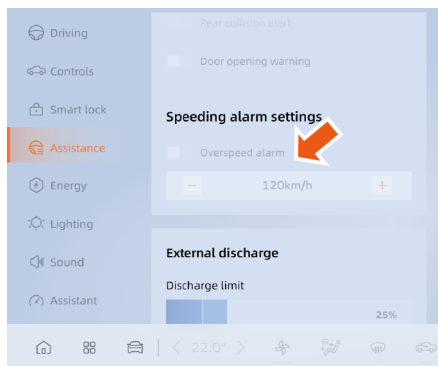 Driving
Controls
Smart lock
Assistance
Energy
Lighting
Sound
Assistant
Rear collision alert
Door opening warning
Speeding alarm settings
Overspeed alarm
− 120km/h +
External discharge
Discharge limit
25%
< 22.0° >